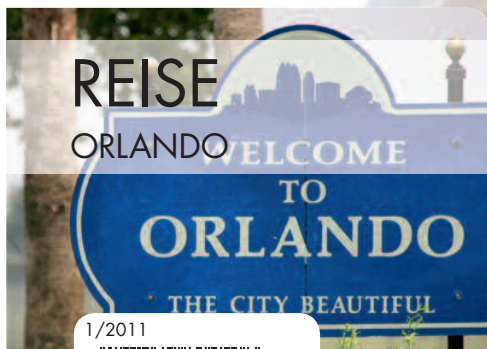 REISE
ORLANDO
WELCOME
TO
ORLANDO
THE CITY BEAUTIFUL
1/2011